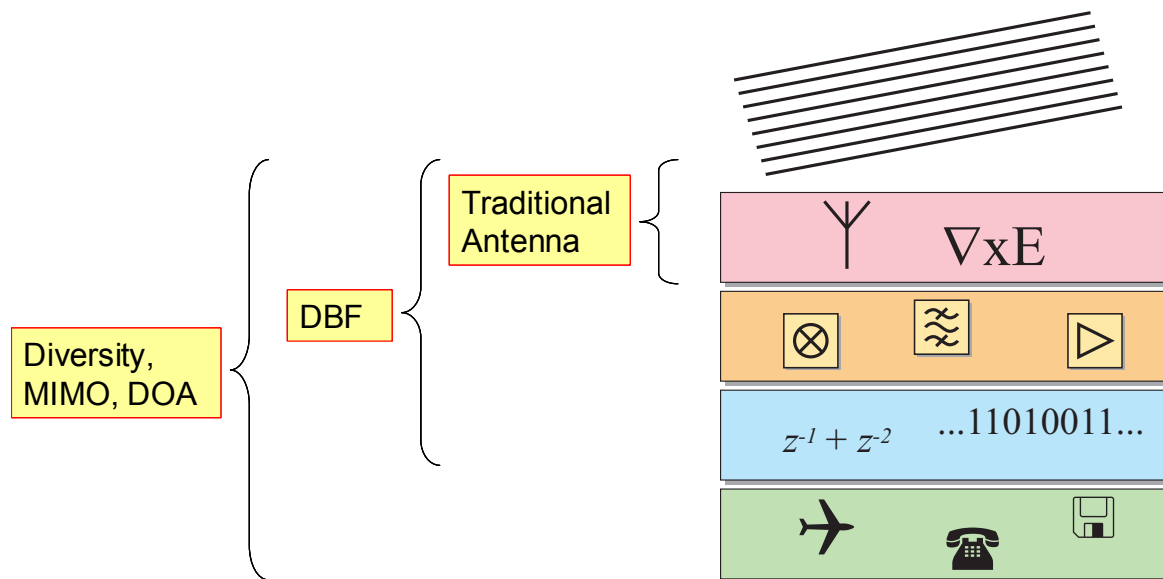 Traditional
Antenna
∇xE
DBF
Diversity,
MIMO, DOA
z⁻¹ + z⁻²
...11010011...